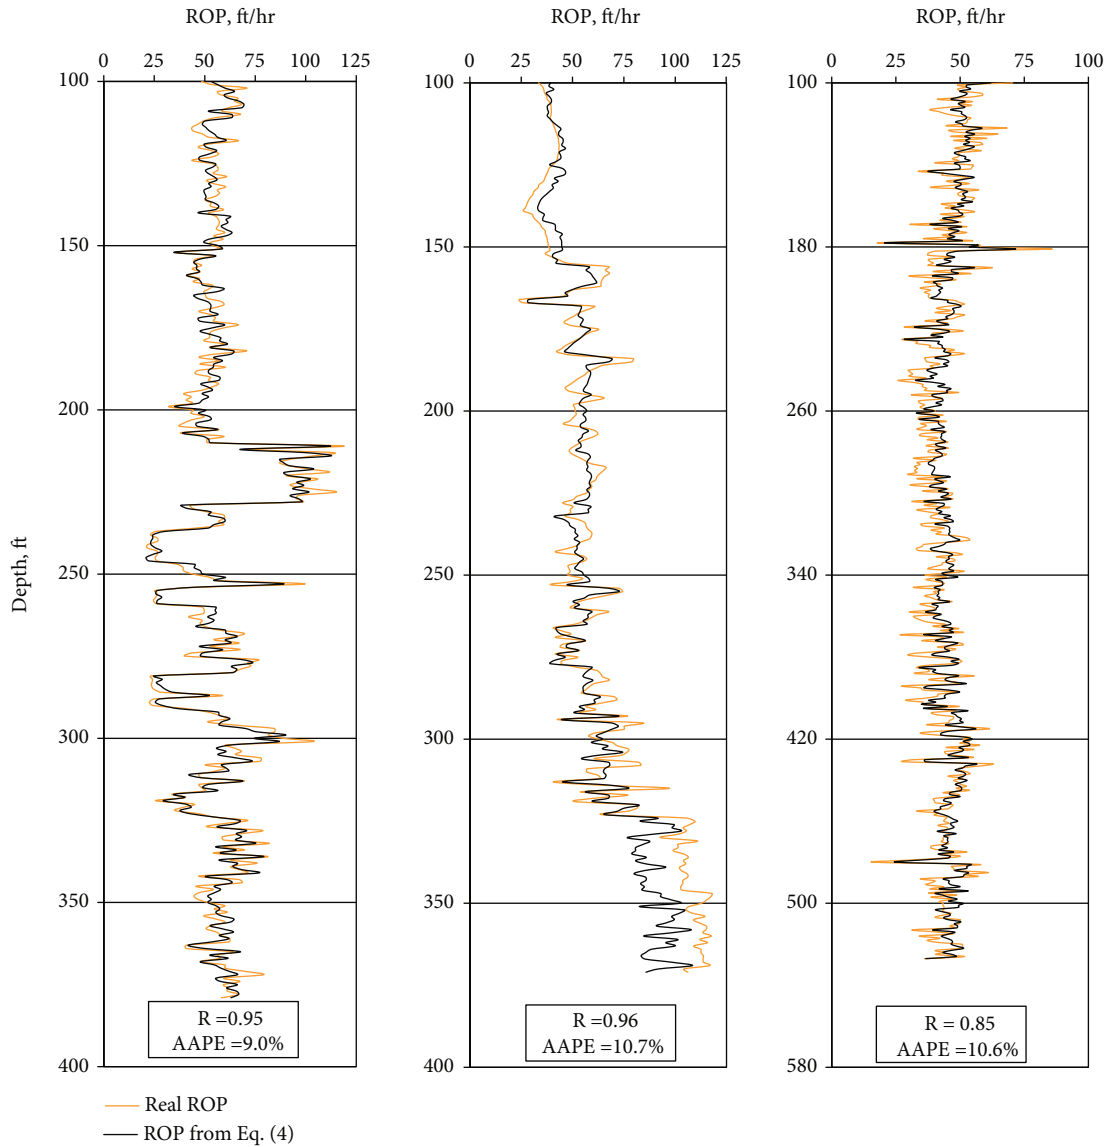 ROP, ft/hr
0 25 50 75 100 125
100
150
200
250
300
350
400
Depth, ft
R =0.95
AAPE =9.0%
ROP, ft/hr
0 25 50 75 100 125
100
150
200
250
300
350
400
R =0.96
AAPE =10.7%
ROP, ft/hr
0 25 50 75 100
100
180
260
340
420
500
580
R = 0.85
AAPE =10.6%
Real ROP
ROP from Eq. (4)